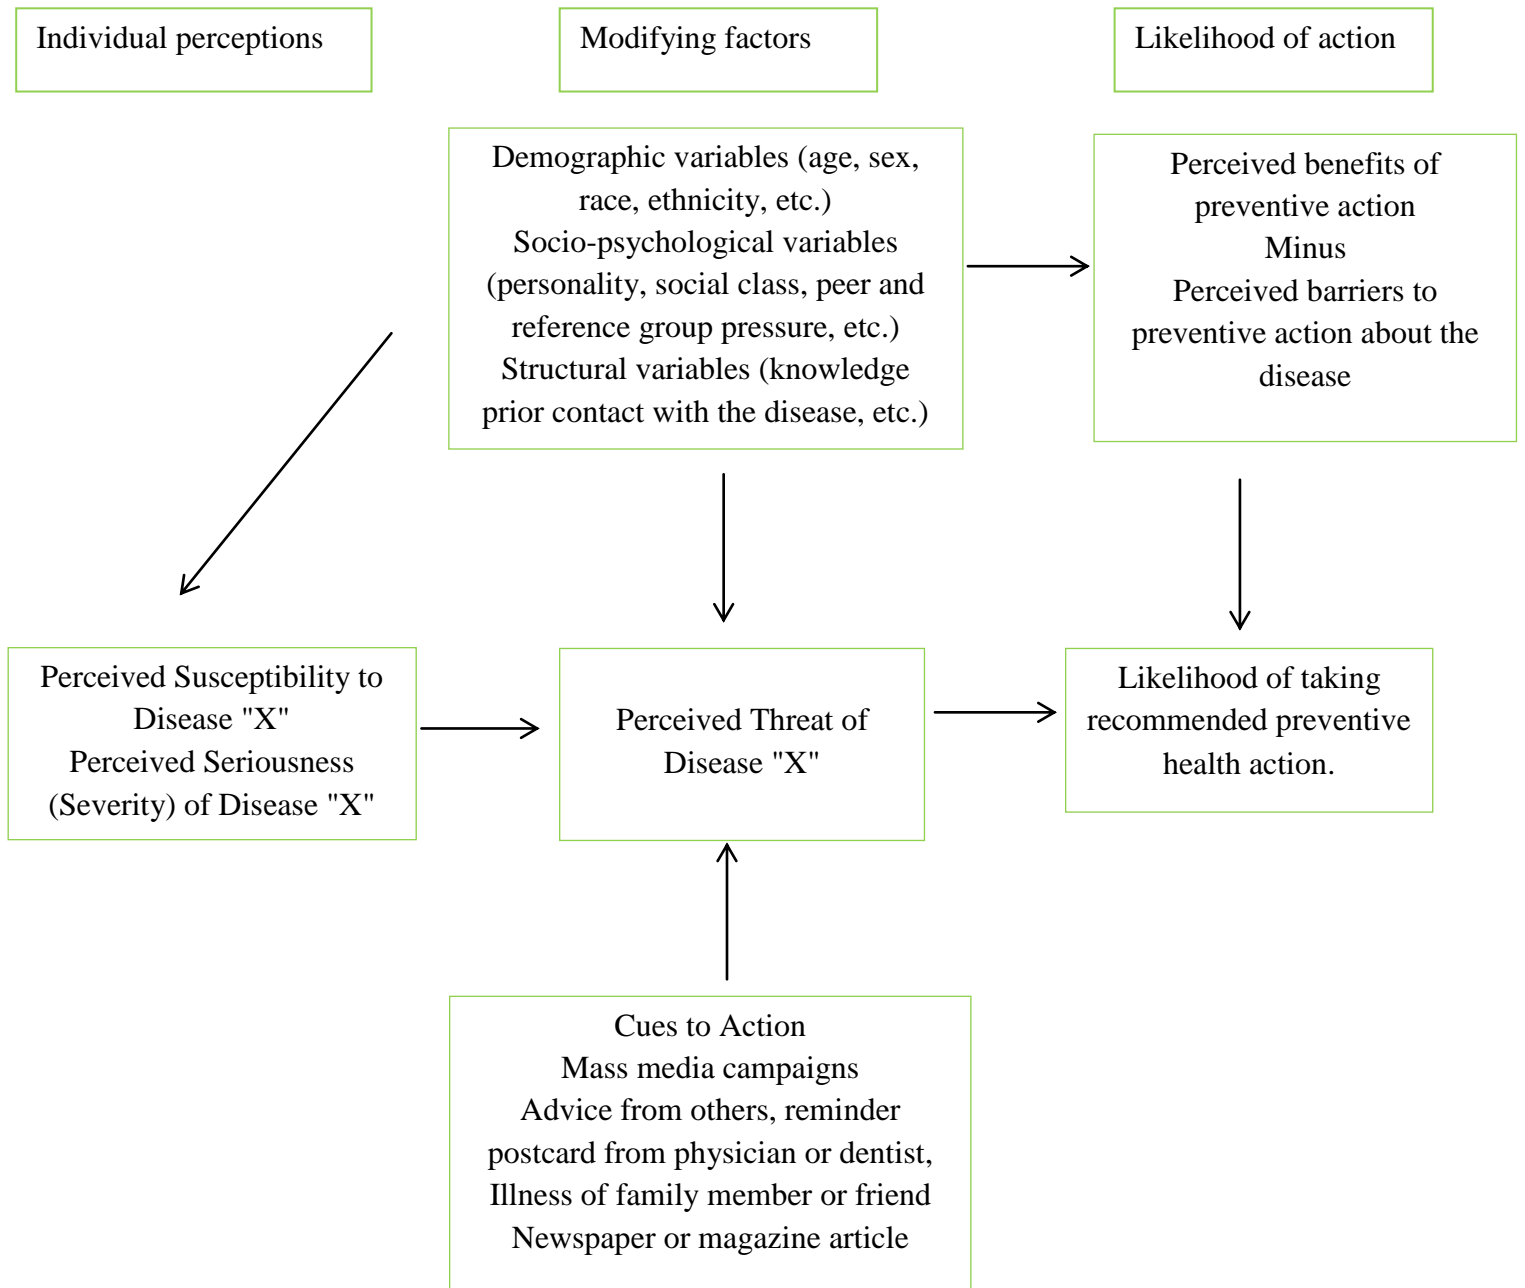 Individual perceptions
Modifying factors
Likelihood of action
Demographic variables (age, sex,
race, ethnicity, etc.)
Socio-psychological variables
(personality, social class, peer and
reference group pressure, etc.)
Structural variables (knowledge
prior contact with the disease, etc.)
Perceived benefits of
preventive action
Minus
Perceived barriers to
preventive action about the
disease
Perceived Susceptibility to
Disease "X"
Perceived Seriousness
(Severity) of Disease "X"
Perceived Threat of
Disease "X"
Likelihood of taking
recommended preventive
health action.
Cues to Action
Mass media campaigns
Advice from others, reminder
postcard from physician or dentist,
Illness of family member or friend
Newspaper or magazine article